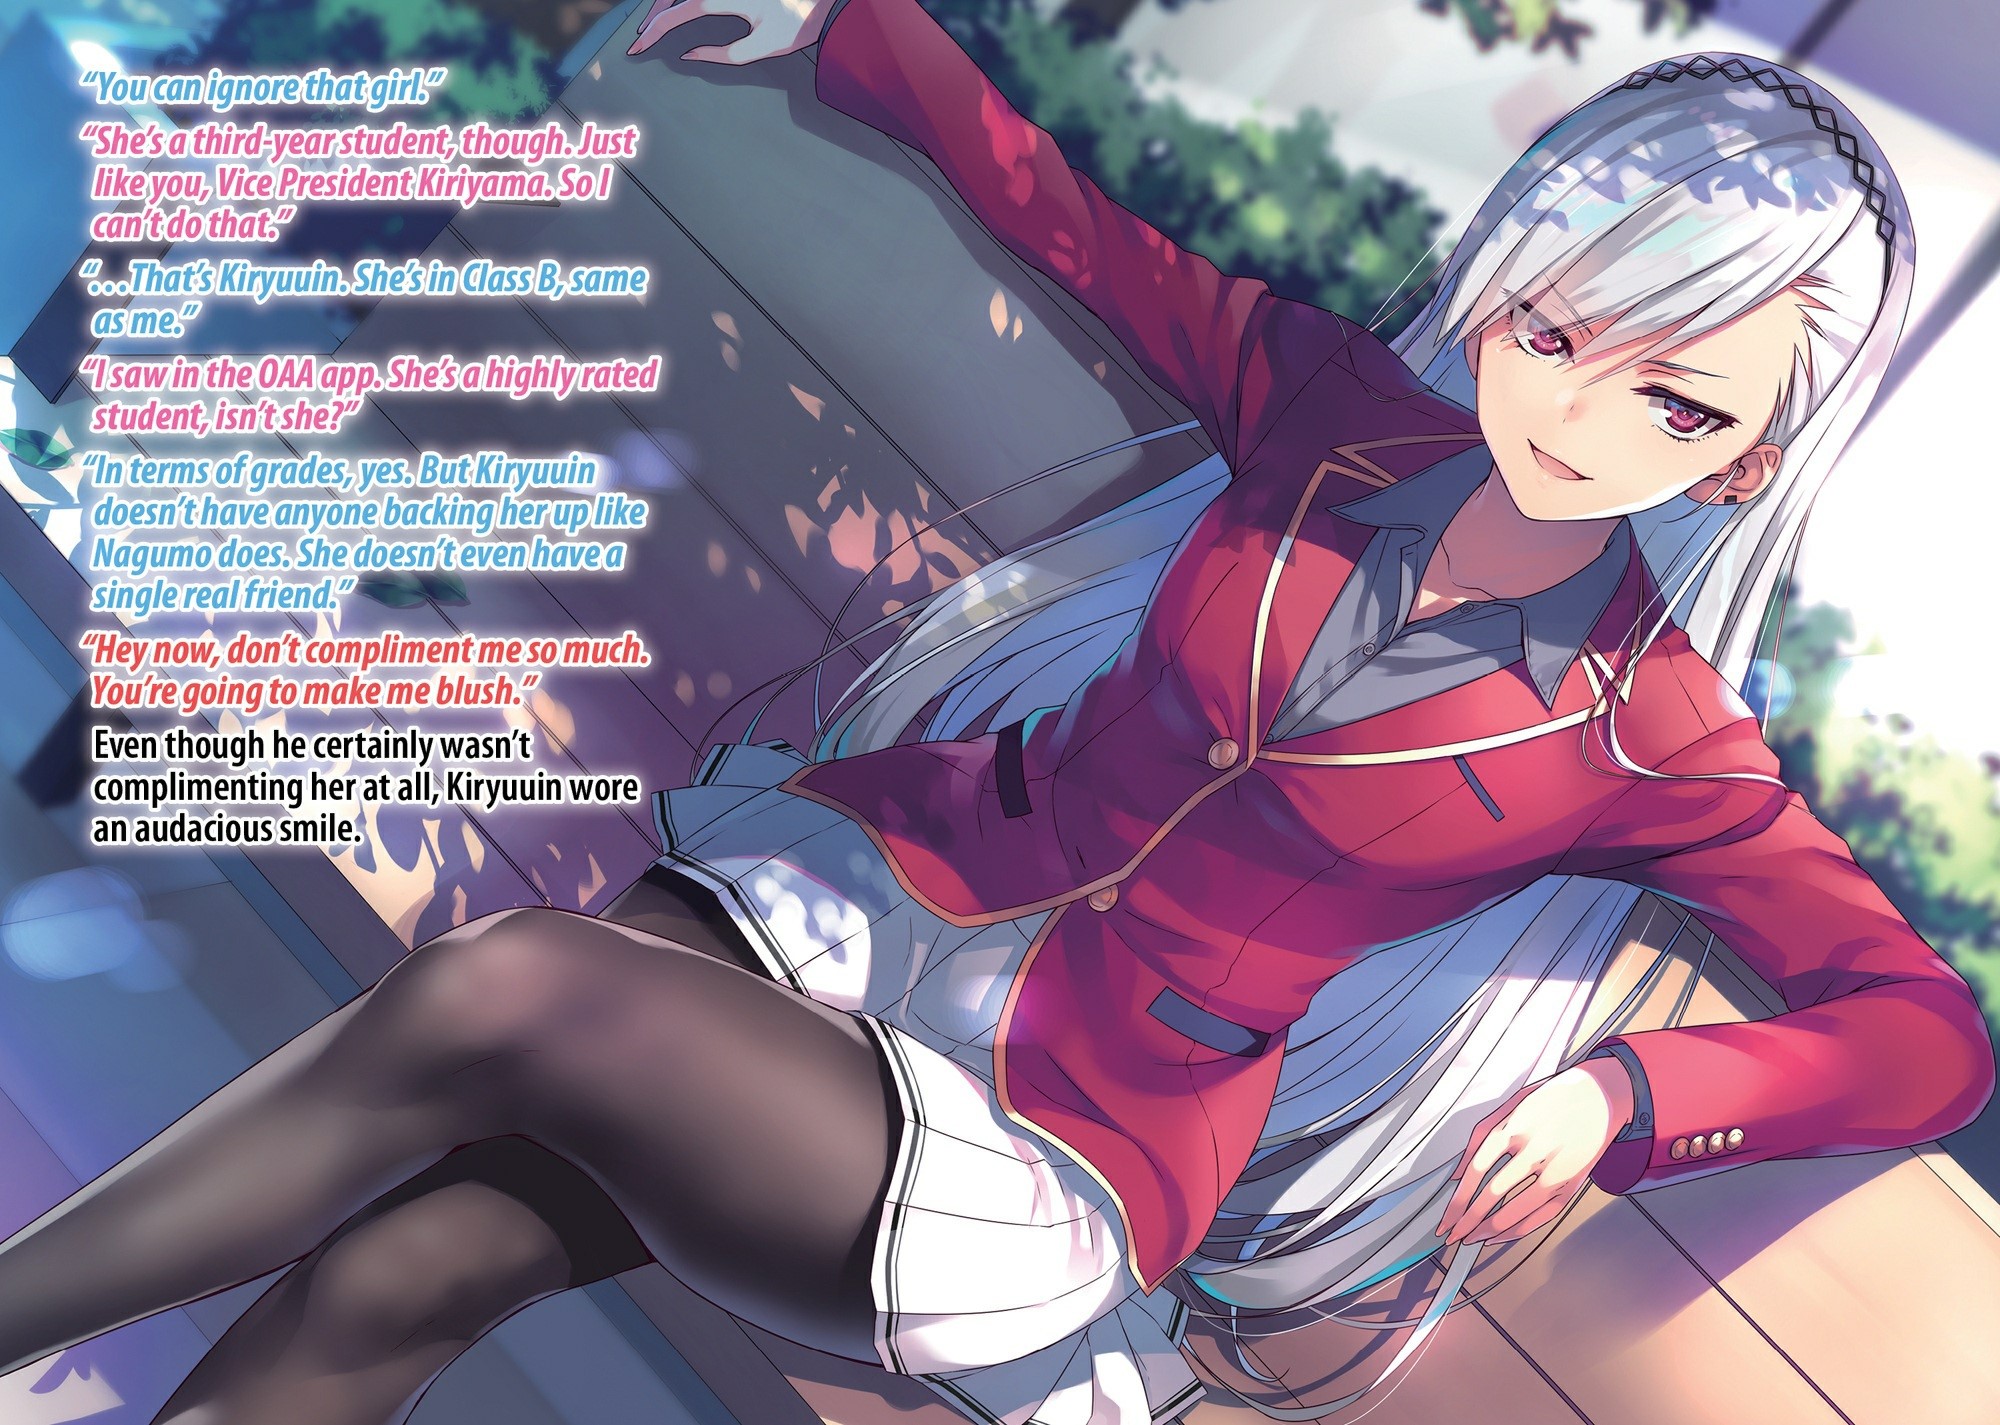 “You can ignore that girl.”
“She’s a third-year student, though. Just
like you, Vice President Kiriyama. So I
can’t do that.”
“…That’s Kiryuuin. She’s in Class B, same
as me.”
“I saw in the OAA app. She’s a highly rated
student, isn’t she?”
“In terms of grades, yes. But Kiryuuin
doesn’t have anyone backing her up like
Nagumo does. She doesn’t even have a
single real friend.”
“Hey now, don’t compliment me so much.
You’re going to make me blush.”
Even though he certainly wasn’t
complimenting her at all, Kiryuuin wore
an audacious smile.